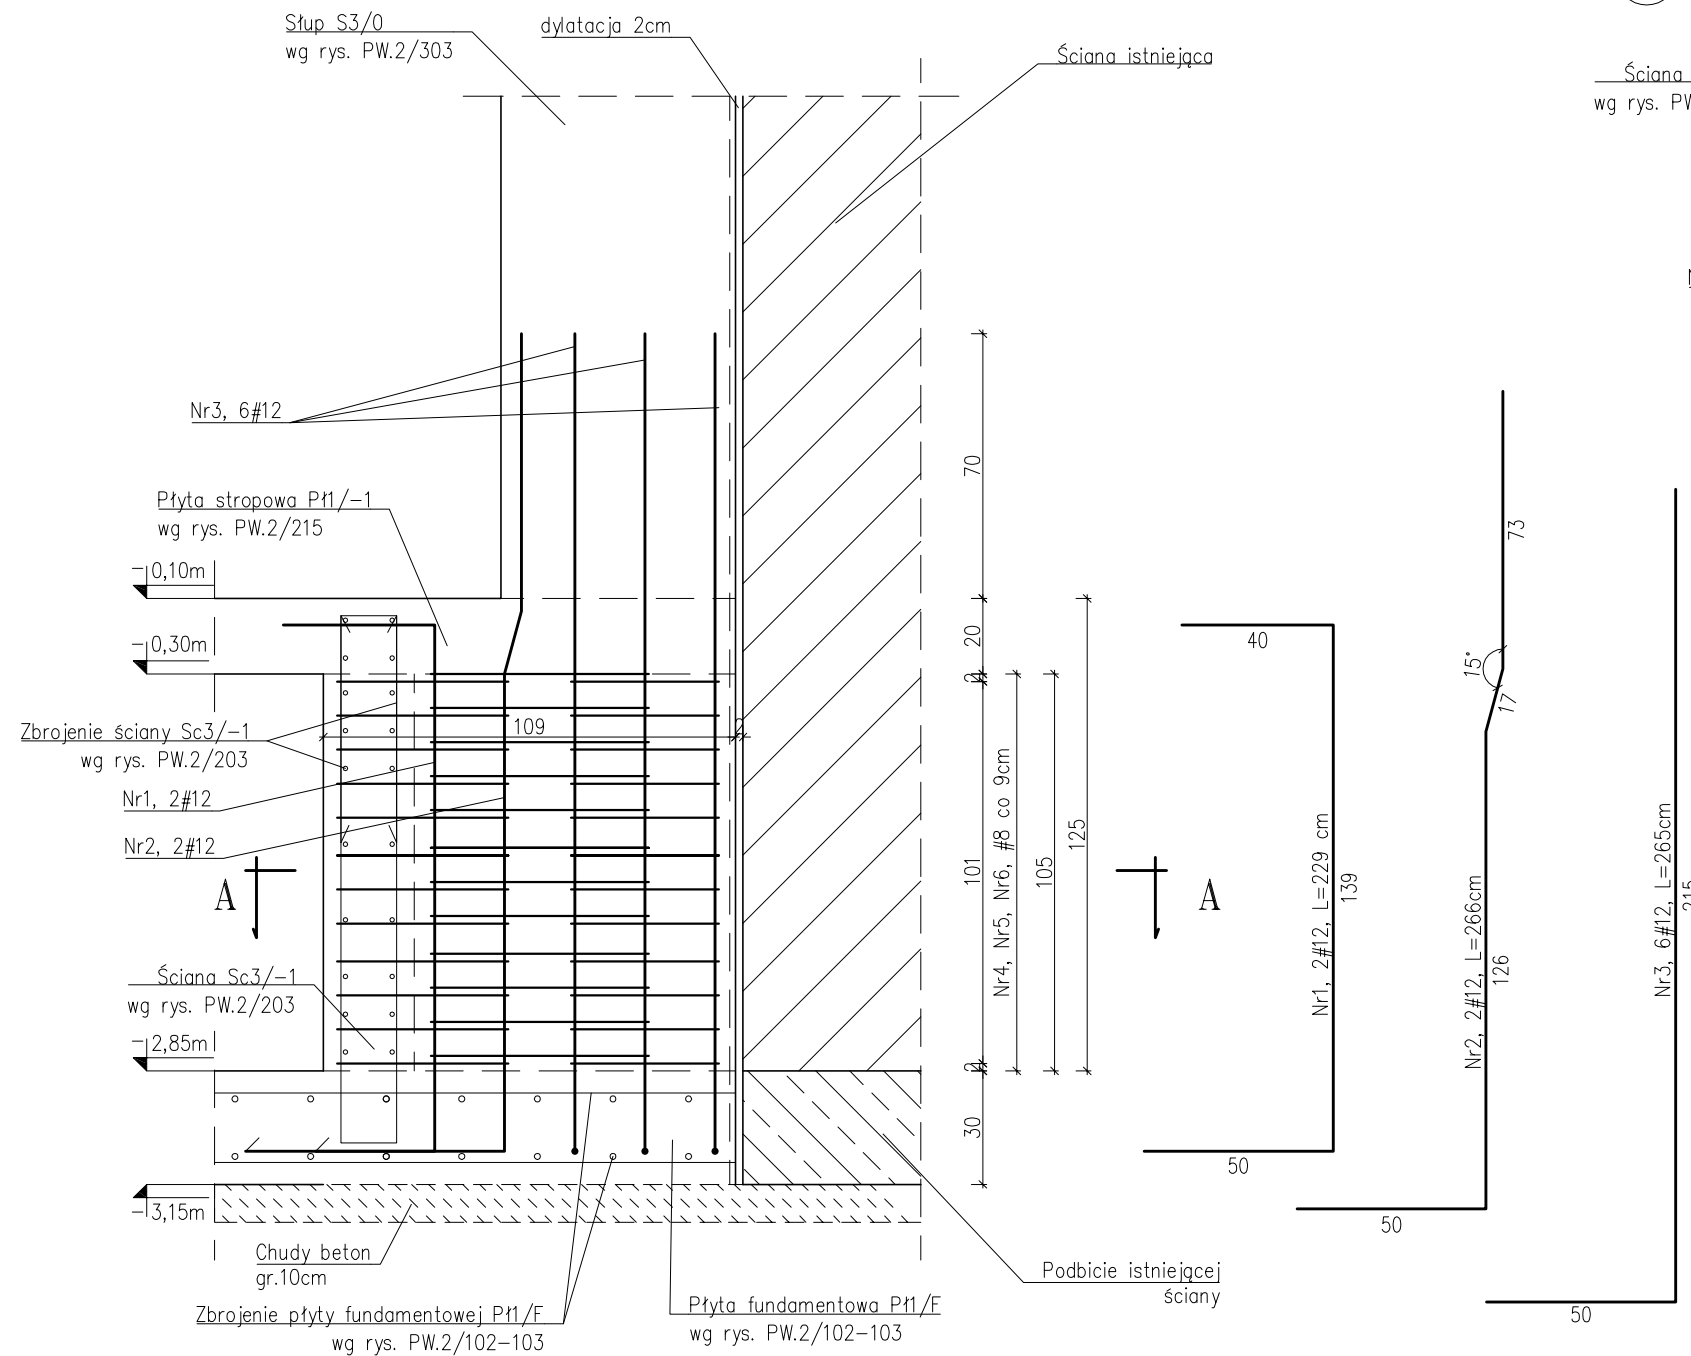 Słup S3/0
wg rys. PW.2/303
dylatacja 2cm
Ściana istniejąca
Ściana
wg rys. PW
Nr3, 6#12
Płyta stropowa Pł1/-1
wg rys. PW.2/215
-0,10m
-0,30m
Zbrojenie ściany Sc3/-1
wg rys. PW.2/203
Nr1, 2#12
Nr2, 2#12
A
Ściana Sc3/-1
wg rys. PW.2/203
-2,85m
-3,15m
Chudy beton
gr.10cm
Zbrojenie płyty fundamentowej Pł1/F
wg rys. PW.2/102-103
Płyta fundamentowa Pł1/F
wg rys. PW.2/102-103
Podbicie istniejącej
ściany
109
2
70
20
2
101
2
30
Nr4, Nr5, Nr6, #8 co 9cm
105
125
A
40
Nr1, 2#12, L=229 cm
139
50
73
15°
17
Nr2, 2#12, L=266cm
126
50
Nr3, 6#12, L=265cm
215
50